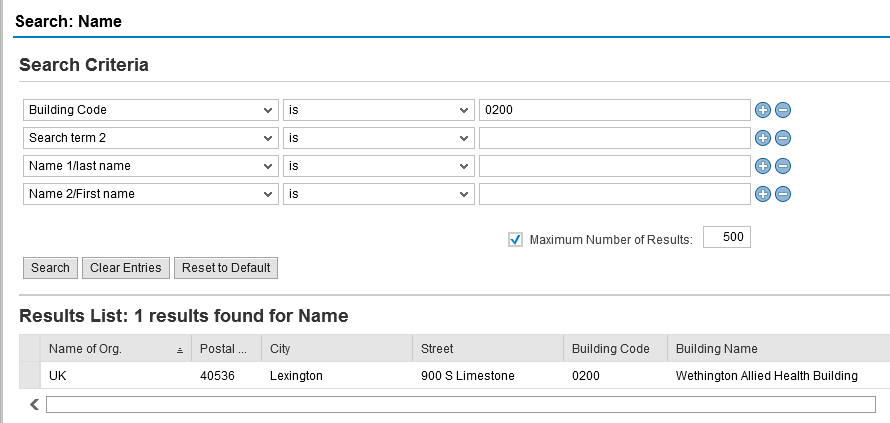 Search: Name
Search Criteria
Building Code is 0200
Search term 2 is
Name 1/last name is
Name 2/First name is
Maximum Number of Results: 500
Search Clear Entries Reset to Default
Results List: 1 results found for Name
Name of Org. Postal ... City Street Building Code Building Name
UK 40536 Lexington 900 S Limestone 0200 Wethington Allied Health Building